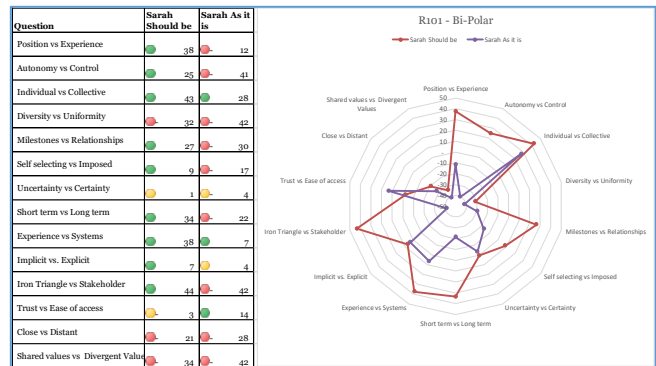 Question
Sarah Should be
Sarah As it is
Position vs Experience 38 - 12
Autonomy vs Control 25 - 41
Individual vs Collective 43 28
Diversity vs Uniformity - 32 - 42
Milestones vs Relationships 27 - 30
Self selecting vs Imposed 9 - 17
Uncertainty vs Certainty 1 - 4
Short term vs Long term 34 - 22
Experience vs Systems 38 7
Implicit vs. Explicit 7 4
Iron Triangle vs Stakeholder 44 - 42
Trust vs Ease of access - 3 14
Close vs Distant - 21 - 28
Shared values vs Divergent Value - 34 - 42
R101 - Bi-Polar
Sarah Should be Sarah As it is
Position vs Experience
Autonomy vs Control
Individual vs Collective
Diversity vs Uniformity
Milestones vs Relationships
Self selecting vs Imposed
Uncertainty vs Certainty
Short term vs Long term
Experience vs Systems
Implicit vs. Explicit
Iron Triangle vs Stakeholder
Trust vs Ease of access
Close vs Distant
Shared values vs Divergent
Values
50
40
30
20
10
-
-10
-20
-30